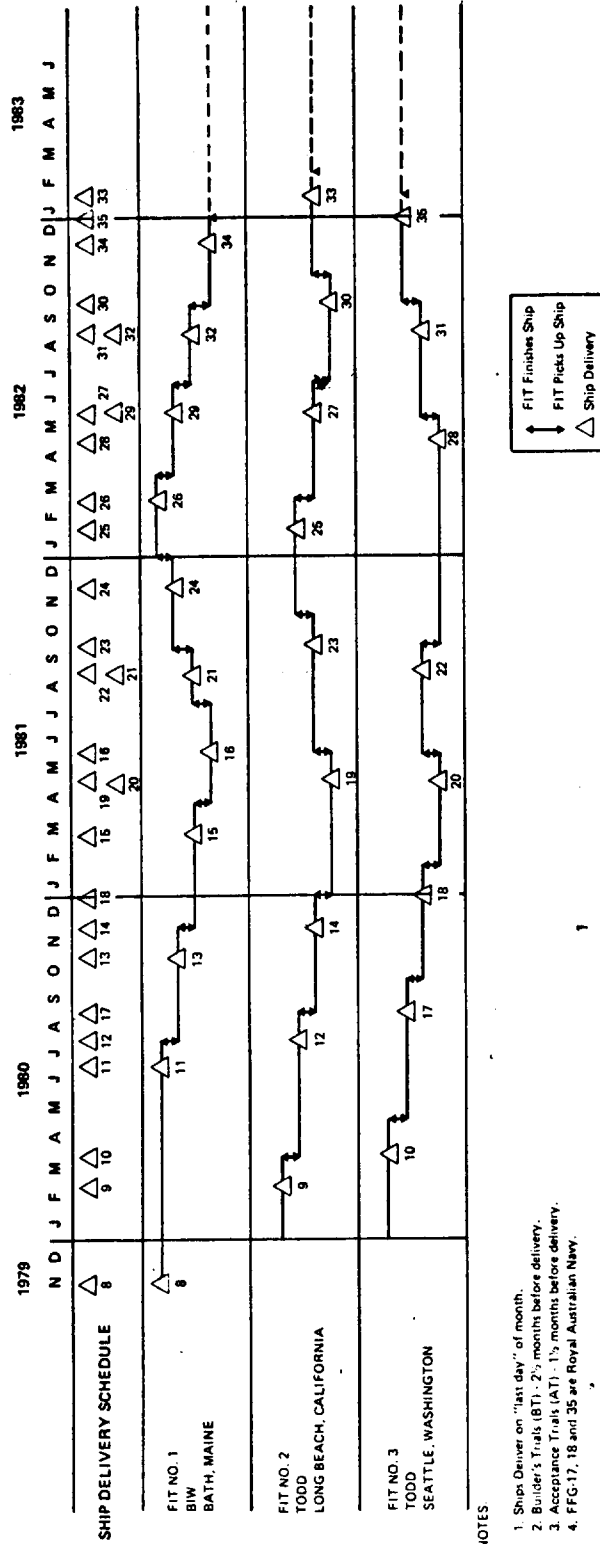 1979 1980 1981 1982 1983
N D J F M A M J J A S O N D J F M A M J J A S O N D J F M A M J J A S O N D J F M A M J
SHIP DELIVERY SCHEDULE
8 9 10 11 12 17 13 14 18 15 19 16 22 23 24 25 26 28 27 31 30 34 35 33
20 21 29 32
FIT NO. 1
BIW
BATH, MAINE
8 11 13 15 16 21 24 26 29 32 34
FIT NO. 2
TODD
LONG BEACH, CALIFORNIA
9 12 14 19 23 25 27 30 33
FIT NO. 3
TODD
SEATTLE, WASHINGTON
10 17 18 20 22 28 31 35
NOTES.
1. Ships Deliver on "last day" of month.
2. Builder's Trials (BT) - 2½ months before delivery.
3. Acceptance Trials (AT) - 1½ months before delivery.
4. FFG-17, 18 and 35 are Royal Australian Navy.
FIT Finishes Ship
FIT Picks Up Ship
Ship Delivery
1